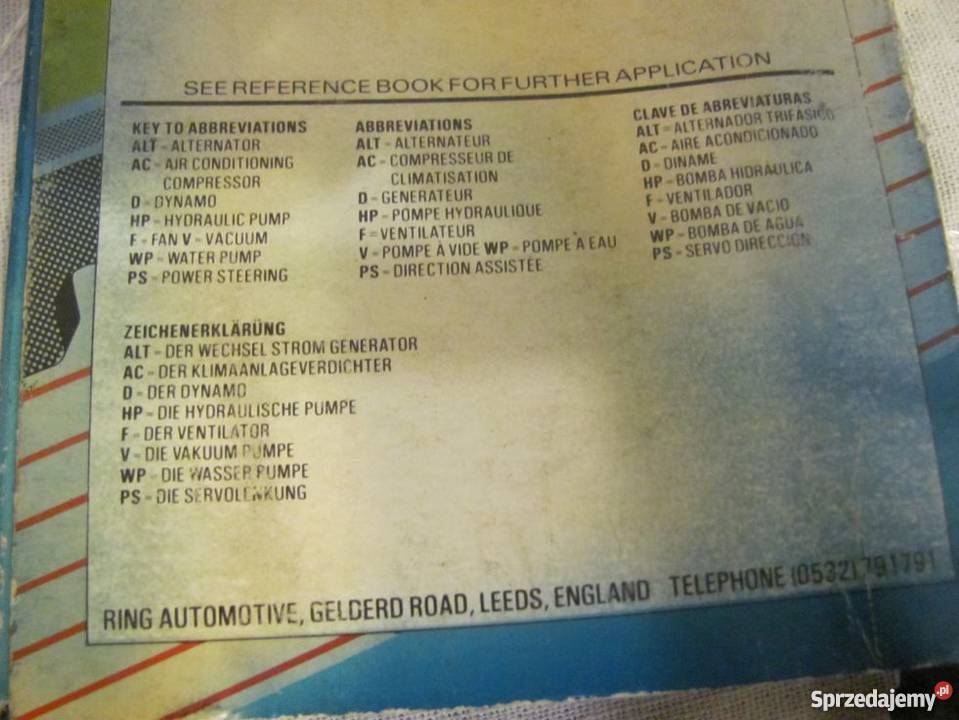 SEE REFERENCE BOOK FOR FURTHER APPLICATION
KEY TO ABBREVIATIONS
ALT - ALTERNATOR
AC - AIR CONDITIONING
COMPRESSOR
D - DYNAMO
HP - HYDRAULIC PUMP
F - FAN V - VACUUM
WP - WATER PUMP
PS - POWER STEERING
ABBREVIATIONS
ALT - ALTERNATEUR
AC - COMPRESSEUR DE
CLIMATISATION
D - GENERATEUR
HP - POMPE HYDRAULIQUE
F - VENTILATEUR
V - POMPE À VIDE WP - POMPE À EAU
PS - DIRECTION ASSISTÉE
CLAVE DE ABREVIATURAS
ALT - ALTERNADOR TRIFASICO
AC - AIRE ACONDICIONADO
D - DINAME
HP - BOMBA HIDRAULICA
F - VENTILADOR
V - BOMBA DE VACIO
WP - BOMBA DE AGUA
PS - SERVO DIRECCION
ZEICHENERKLÄRÜNG
ALT - DER WECHSEL STROM GENERATOR
AC - DER KLIMAANLAGEVERDICHTER
D - DER DYNAMO
HP - DIE HYDRAULISCHE PUMPE
F - DER VENTILATOR
V - DIE VAKUUM PUMPE
WP - DIE WASSER PUMPE
PS - DIE SERVOLENKUNG
RING AUTOMOTIVE, GELDERD ROAD, LEEDS, ENGLAND TELEPHONE (0532) 791791
Sprzedajemy.pl